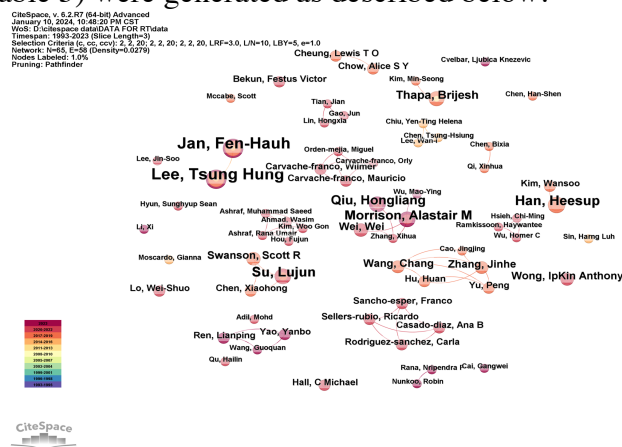 able 5) were generated as described below:
CiteSpace, v. 6.2.R7 (64-bit) Advanced
January 10, 2024, 10:48:20 PM CST
WoS: D:\citespace data\DATA FOR RT\data
Timespan: 1993-2023 (Slice Length=3)
Selection Criteria (c, cc, ccv): 2, 2, 20; 2, 2, 20; 2, 2, 20, LRF=3.0, L/N=10, LBY=5, e=1.0
Network: N=65, E=58 (Density=0.0279)
Nodes Labeled: 1.0%
Pruning: Pathfinder
Cheung, Lewis T O
Chow, Alice S Y
Cvelbar, Ljubica Knezevic
Bekun, Festus Victor
Kim, Min-Seong
Mccabe, Scott
Thapa, Brijesh
Chen, Han-Shen
Tian, Jian
Gao, Jun
Lin, Hongxia
Chiu, Yen-Ting Helena
Chen, Tsung-Hsiung
Lee, Wan-I
Chen, Bixia
Jan, Fen-Hauh
Orden-mejia, Miguel
Lee, Jin-Soo
Carvache-franco, Orly
Carvache-franco, Wilmer
Qi, Xinhua
Lee, Tsung Hung
Carvache-franco, Mauricio
Kim, Wansoo
Wu, Mao-Ying
Hyun, Sunghyup Sean
Qiu, Hongliang
Han, Heesup
Ashraf, Muhammad Saeed
Morrison, Alastair M
Hsieh, Chi-Ming
Ahmad, Wasim
Li, Xi
Kim, Woo Gon
Wei, Wei
Ramkissoon, Haywantee
Ashraf, Rana Umair
Wu, Homer C
Sin, Harng Luh
Hou, Fujun
Zhang, Xihua
Cao, Jingjing
Moscardo, Gianna
Swanson, Scott R
Wang, Chang
Zhang, Jinhe
Su, Lujun
Hu, Huan
Wong, IpKin Anthony
Yu, Peng
Lo, Wei-Shuo
Chen, Xiaohong
Sancho-esper, Franco
Adil, Mohd
Sellers-rubio, Ricardo
Ren, Lianping
Yao, Yanbo
Casado-diaz, Ana B
Wang, Guoquan
Rodriguez-sanchez, Carla
Qu, Hailin
Rana, Nripendra P
Cai, Gangwei
Hall, C Michael
Nunkoo, Robin
CiteSpace